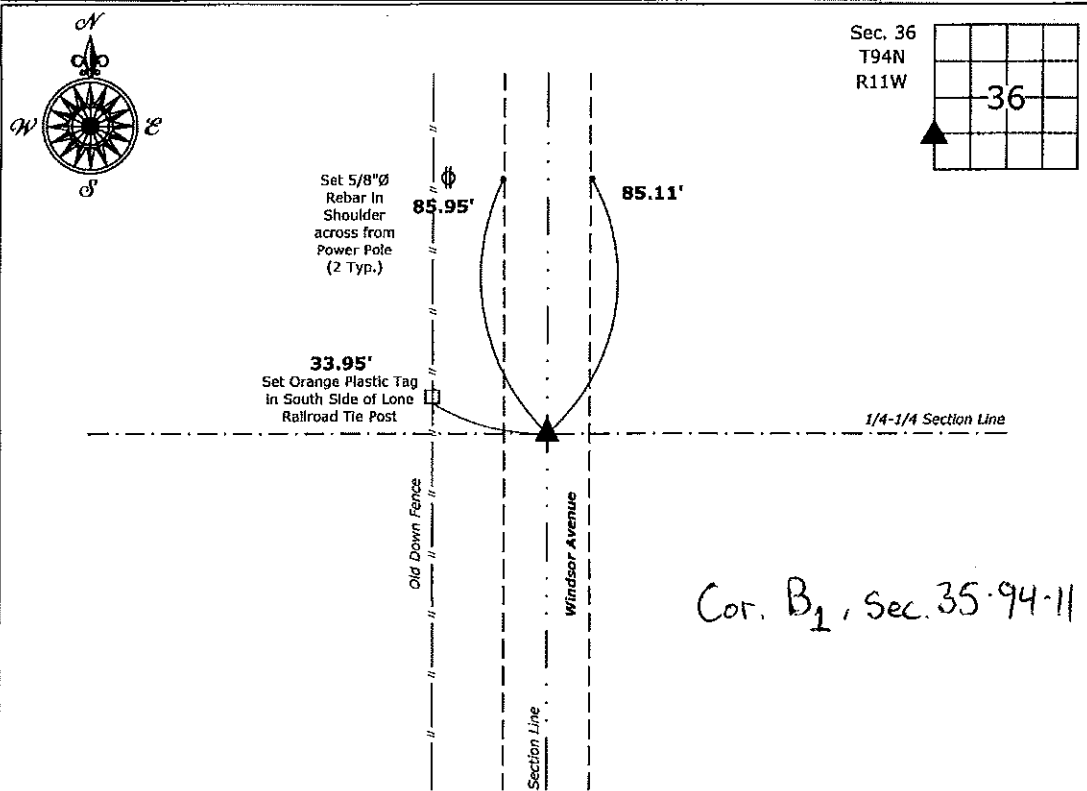 N
W
E
S
Sec. 36
T94N
R11W
36
Set 5/8"Ø
Rebar in
Shoulder
across from
Power Pole
(2 Typ.)
85.95'
85.11'
33.95'
Set Orange Plastic Tag
in South Side of Lone
Railroad Tie Post
1/4-1/4 Section Line
Old Down Fence
Windsor Avenue
Section Line
Cor. B1, Sec. 35-94-11